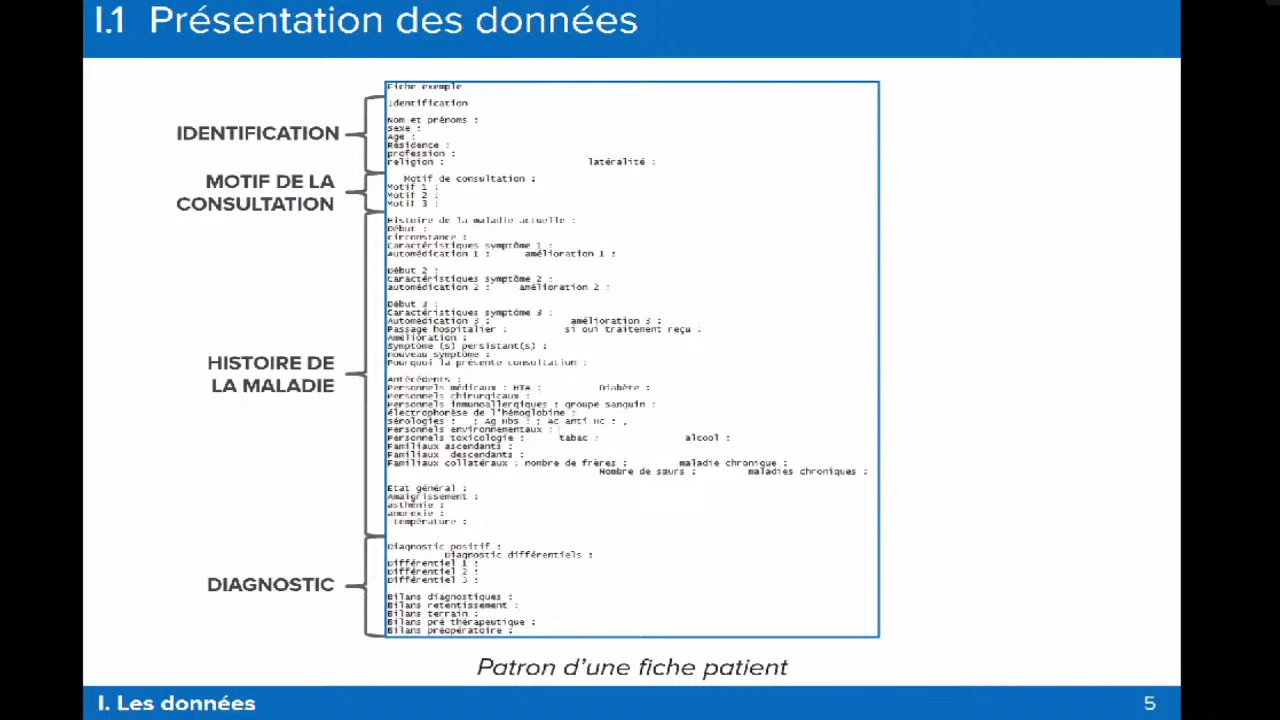 I.1 Présentation des données
IDENTIFICATION
MOTIF DE LA
CONSULTATION
HISTOIRE DE
LA MALADIE
DIAGNOSTIC
Fiche exemple
Identification
Nom et prénoms :
sexe :
Age :
Résidence :
profession :
religion : latéralité :
Motif de consultation :
Motif 1 :
Motif 2 :
Motif 3 :
Histoire de la maladie actuelle :
Début :
circonstance :
Caractéristiques symptôme 1 :
Automédication 1 : amélioration 1 :
Début 2 :
Caractéristiques symptôme 2 :
automédication 2 : amélioration 2 :
Début 3 :
Caractéristiques symptôme 3 :
Automédication 3 : amélioration 3 :
Passage hospitalier : si oui traitement reçu :
Amélioration :
Symptôme (s) persistant(s) :
nouveau symptôme :
Pourquoi la présente consultation :
Antécédents :
Personnels médicaux : HTA : Diabète :
Personnels chirurgicaux :
Personnels immunoallergiques : groupe sanguin :
électrophorèse de l'hémoglobine :
Sérologies : : Ag HBs : ; Ac anti HC : ,
Personnels environnementaux :
Personnels toxicologie : tabac : alcool :
Familiaux ascendants :
Familiaux descendants :
Familiaux collatéraux : nombre de frères : maladie chronique :
Nombre de sœurs : maladies chroniques :
Etat général :
Amaigrissement :
asthénie :
anorexie :
température :
Diagnostic positif :
Diagnostic différentiels :
Différentiel 1 :
Différentiel 2 :
Différentiel 3 :
Bilans diagnostiques :
Bilans retentissement :
Bilans terrain :
Bilans pré thérapeutique :
Bilans préopératoire :
Patron d'une fiche patient
I. Les données
5